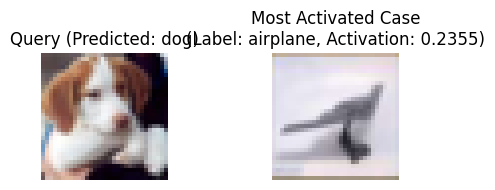 Query (Predicted: dog)
Most Activated Case
(Label: airplane, Activation: 0.2355)